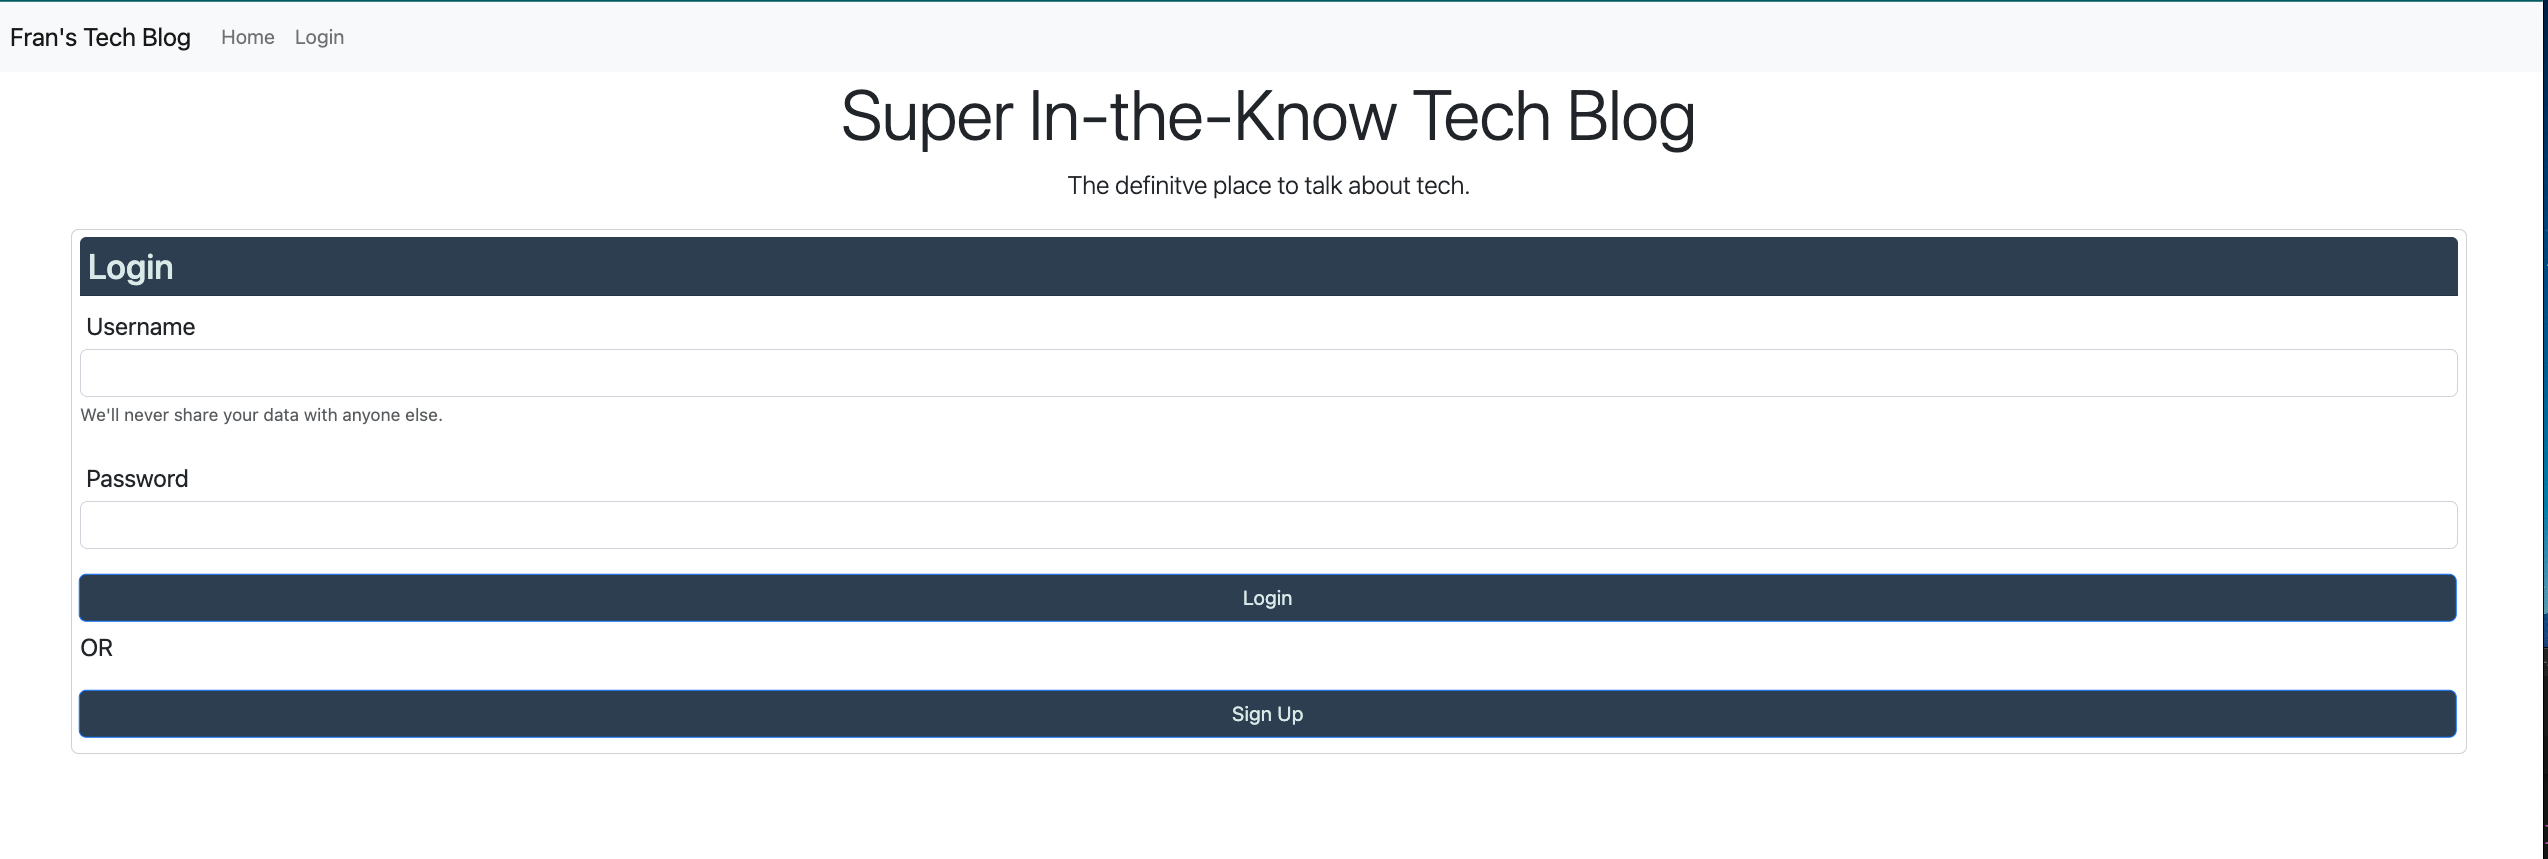 Fran's Tech Blog Home Login
Super In-the-Know Tech Blog
The definitve place to talk about tech.
Login
Username
We'll never share your data with anyone else.
Password
Login
OR
Sign Up